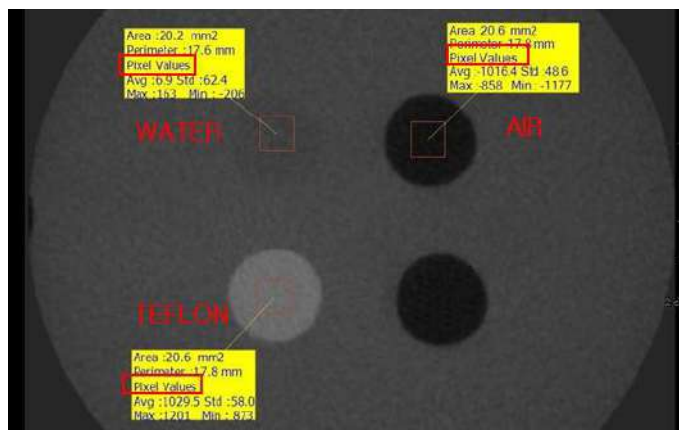 Area :20.2 mm2
Perimeter :17.6 mm
Pixel Values
Avg :6.9 Std :62.4
Max :163 Min : -206
Area 20.6 mm2
Perimeter 17.8 mm
Pixel Values
Avg -1016.4 Std 48.6
Max -858 Min -1177
WATER
AIR
TEFLON
Area :20.6 mm2
Perimeter :17.8 mm
Pixel Values
Avg :1029.5 Std :58.0
Max :1201 Min : 873